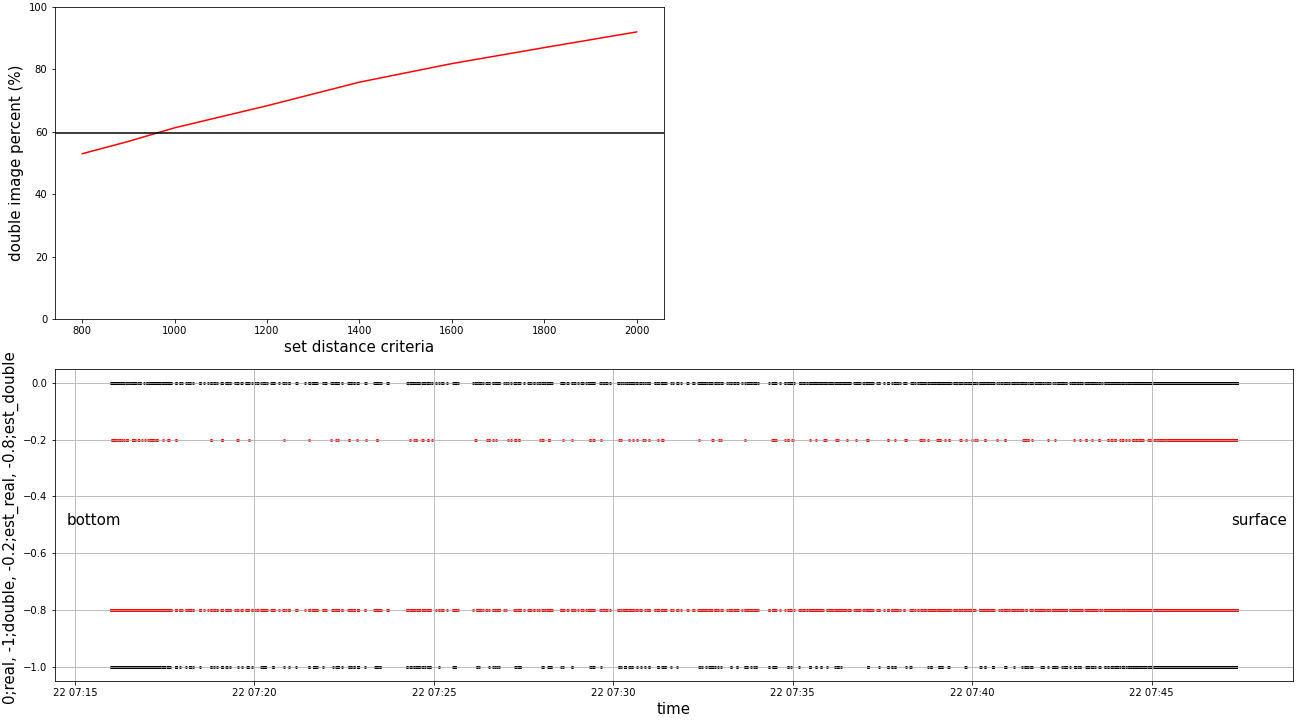 100
80
60
40
20
0
double image percent (%)
800 1000 1200 1400 1600 1800 2000
set distance criteria
0;real, -1;double, -0.2;est_real, -0.8;est_double
0.0
−0.2
−0.4
bottom surface
−0.6
−0.8
−1.0
22 07:15 22 07:20 22 07:25 22 07:30 22 07:35 22 07:40 22 07:45
time